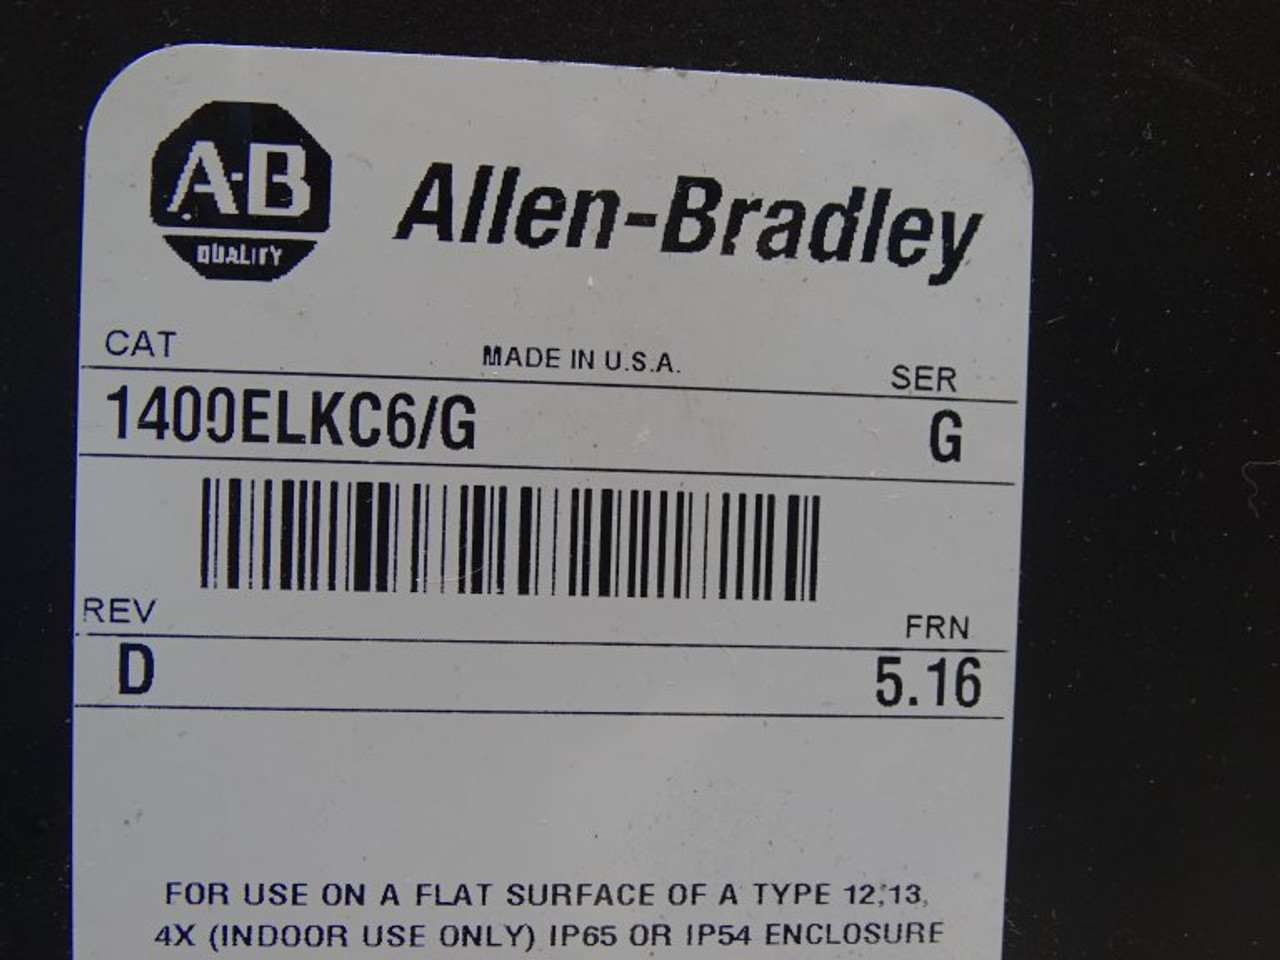 A-B
QUALITY
Allen-Bradley
CAT MADE IN U.S.A. SER
1400ELKC6/G G
REV FRN
D 5.16
FOR USE ON A FLAT SURFACE OF A TYPE 12,13,
4X (INDOOR USE ONLY) IP65 OR IP54 ENCLOSURE